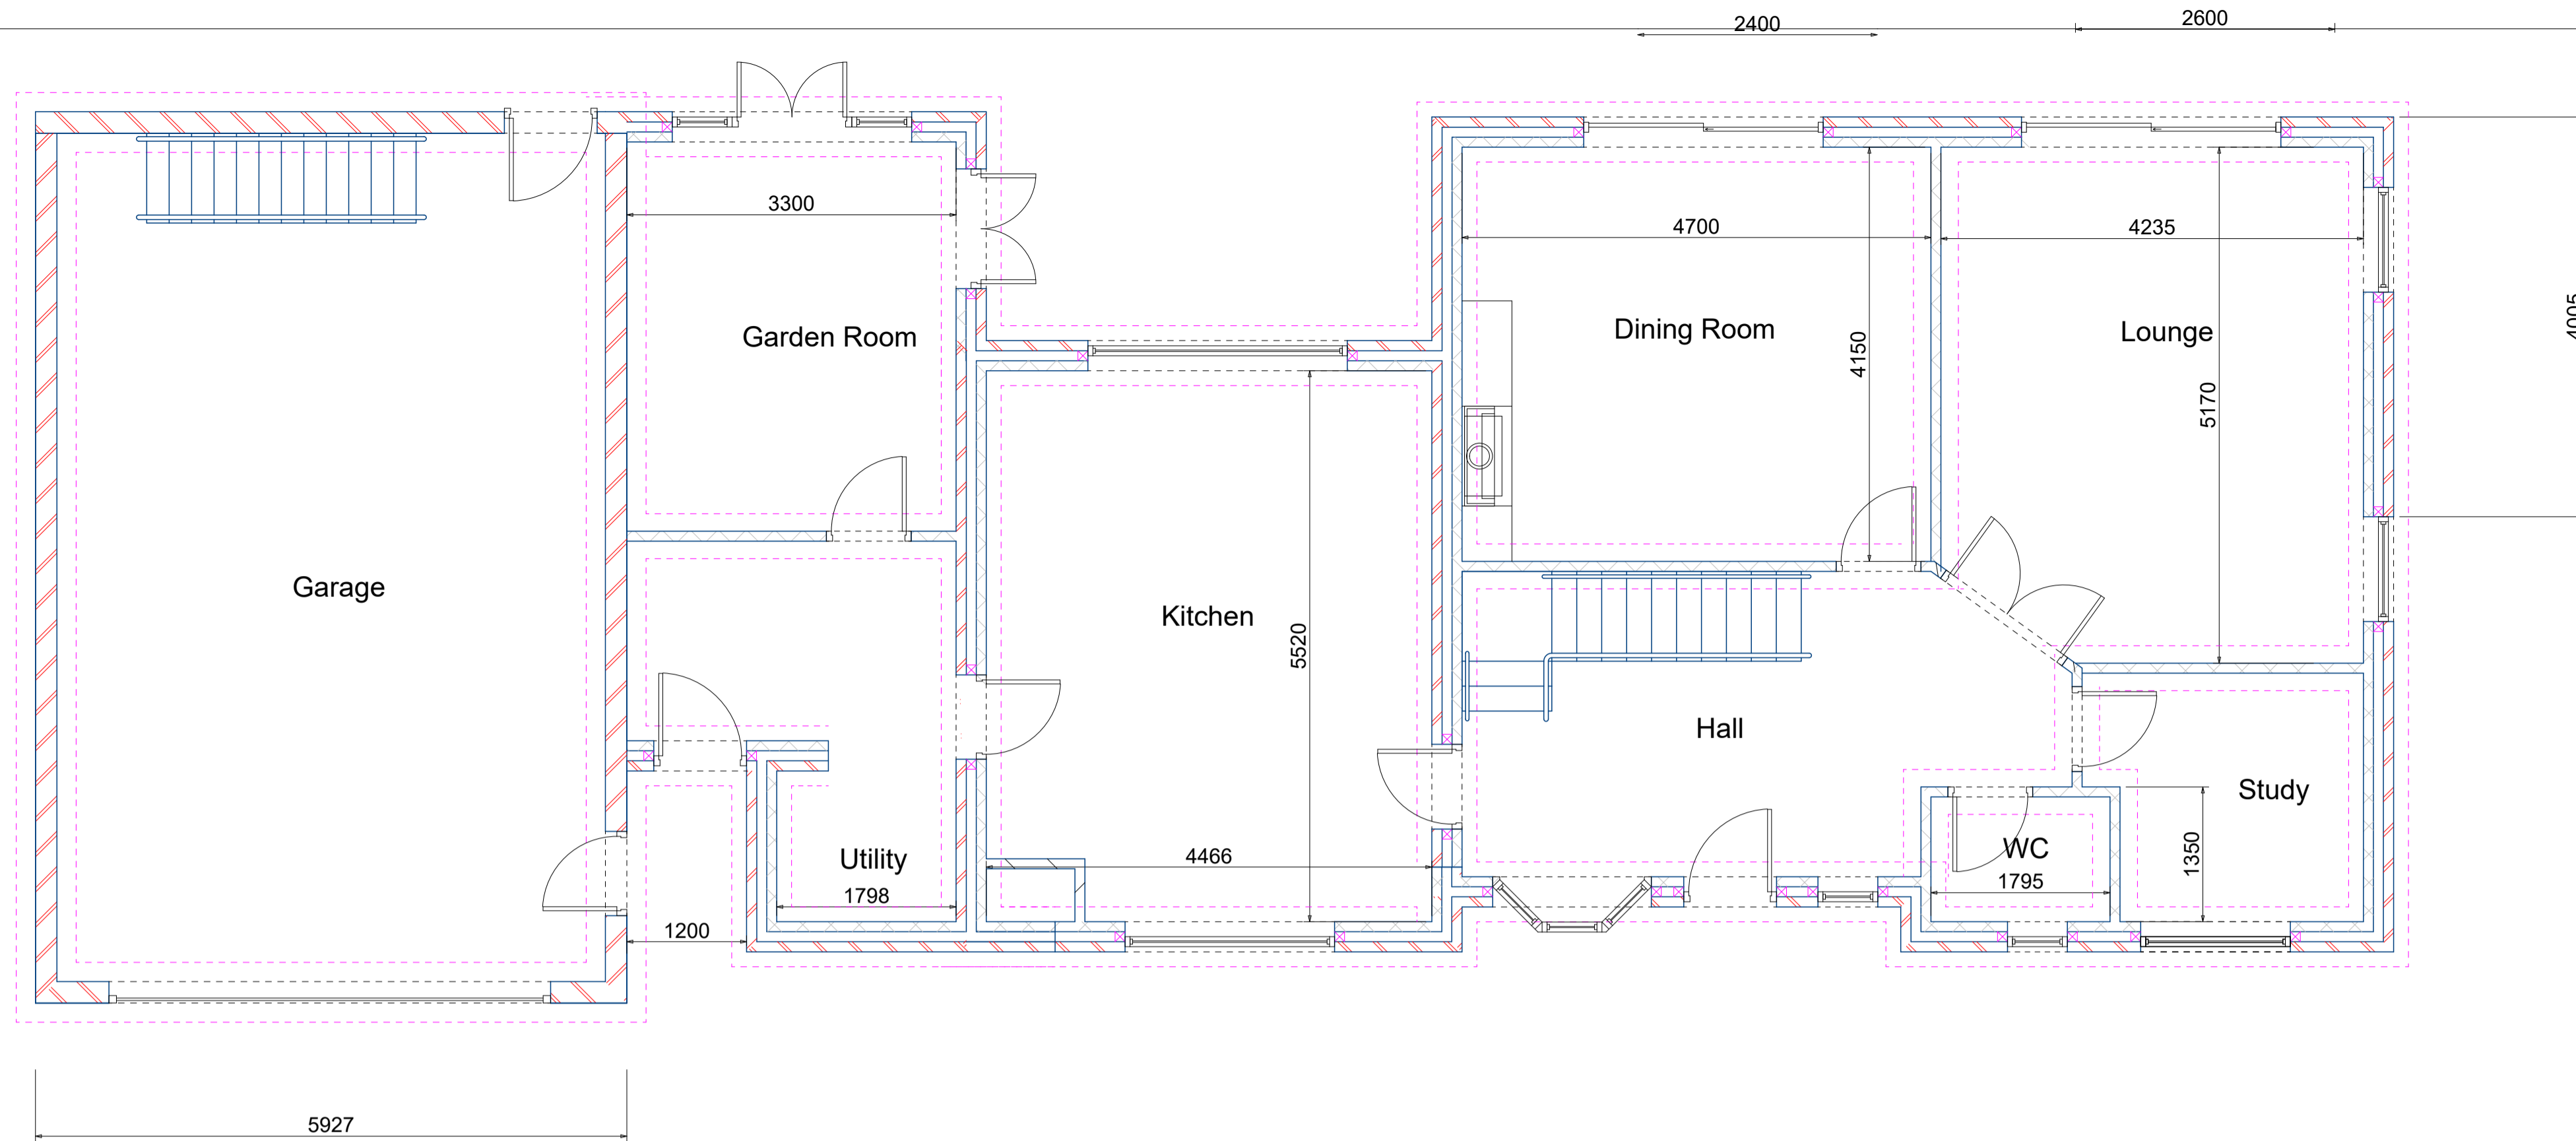 2400
2600
3300
4700
4235
Garden Room
Dining Room
Lounge
4005
4150
5170
Garage
Kitchen
5520
Hall
Study
WC
1350
4466
Utility
1798
1795
1200
5927